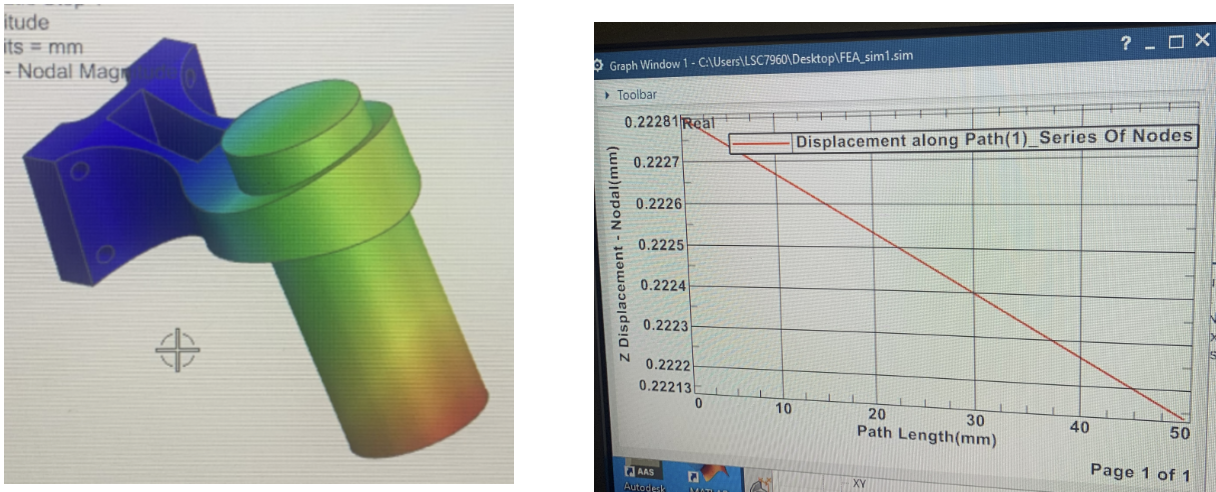 itude
its = mm
- Nodal Mag
Graph Window 1 - C:\Users\LSC7960\Desktop\FEA_sim1.sim
? _ □ X
Toolbar
0.22281
Real
Displacement along Path(1)_Series Of Nodes
0.2227
0.2226
0.2225
0.2224
0.2223
0.2222
0.22213
Z Displacement - Nodal(mm)
0 10 20 30 40 50
Path Length(mm)
Page 1 of 1
AAS
Autodesk
XY